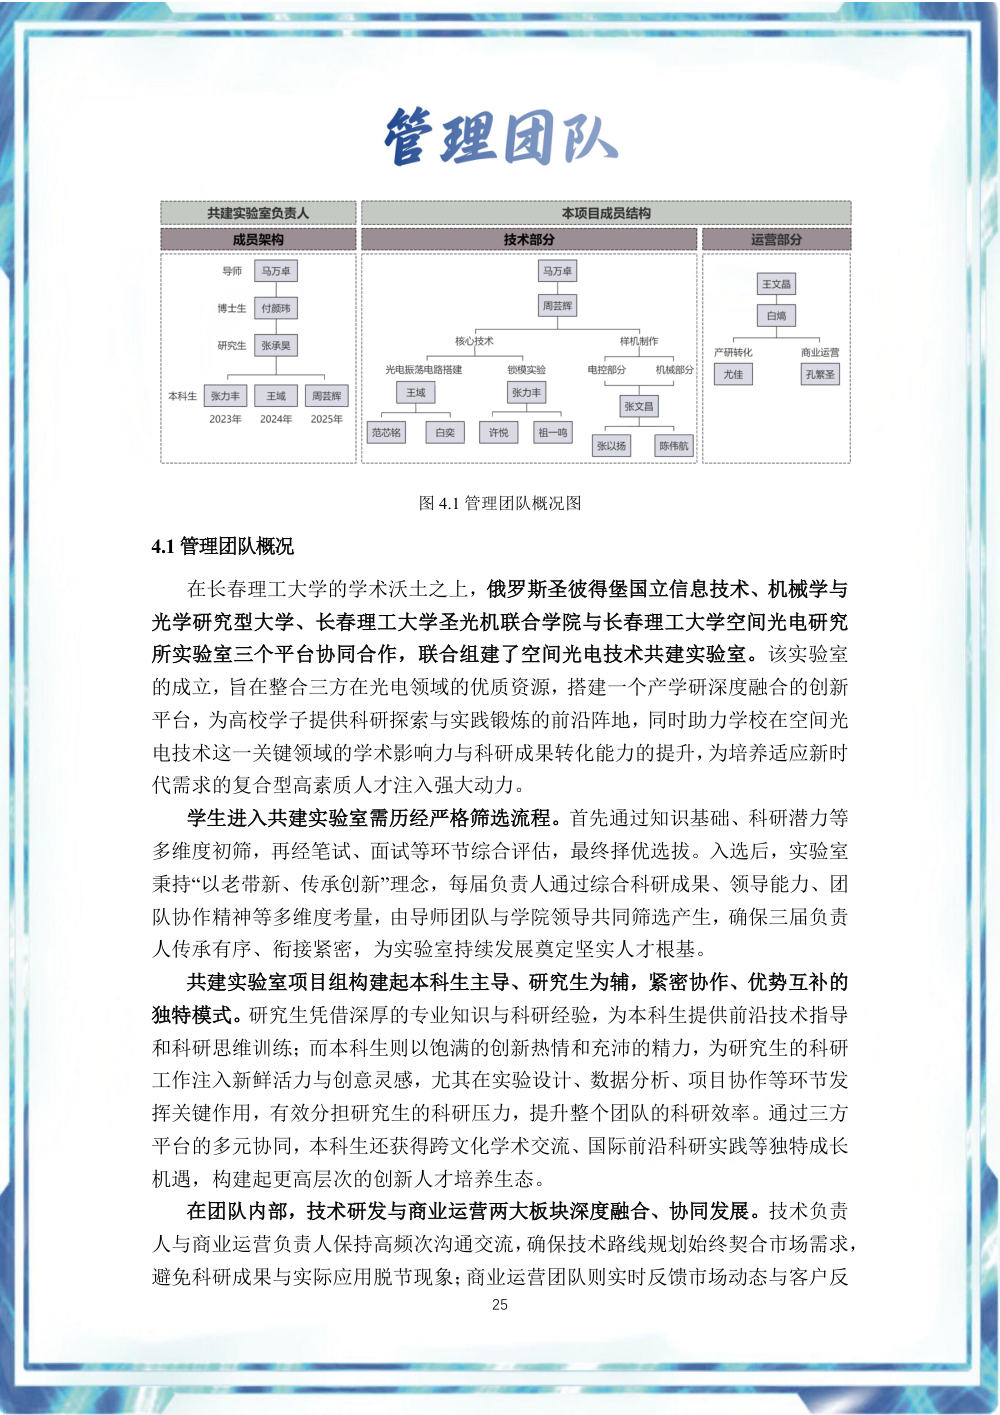 管理团队
共建实验室负责人
本项目成员结构
成员架构
技术部分
运营部分
导师 马万卓
博士生 付颜玮
研究生 张承昊
本科生 张力丰 王域 周芸辉
2023年 2024年 2025年
马万卓
周芸辉
核心技术 样机制作
光电振荡电路搭建 锁模实验 电控部分 机械部分
王域 张力丰 张文昌
范芯铭 白奕 许悦 祖一鸣 张以扬 陈伟航
王文晶
白熵
产研转化 商业运营
尤佳 孔繁圣
图 4.1 管理团队概况图
4.1 管理团队概况
在长春理工大学的学术沃土之上，俄罗斯圣彼得堡国立信息技术、机械学与
光学研究型大学、长春理工大学圣光机联合学院与长春理工大学空间光电研究
所实验室三个平台协同合作，联合组建了空间光电技术共建实验室。该实验室
的成立，旨在整合三方在光电领域的优质资源，搭建一个产学研深度融合的创新
平台，为高校学子提供科研探索与实践锻炼的前沿阵地，同时助力学校在空间光
电技术这一关键领域的学术影响力与科研成果转化能力的提升，为培养适应新时
代需求的复合型高素质人才注入强大动力。
学生进入共建实验室需历经严格筛选流程。首先通过知识基础、科研潜力等
多维度初筛，再经笔试、面试等环节综合评估，最终择优选拔。入选后，实验室
秉持“以老带新、传承创新”理念，每届负责人通过综合科研成果、领导能力、团
队协作精神等多维度考量，由导师团队与学院领导共同筛选产生，确保三届负责
人传承有序、衔接紧密，为实验室持续发展奠定坚实人才根基。
共建实验室项目组构建起本科生主导、研究生为辅，紧密协作、优势互补的
独特模式。研究生凭借深厚的专业知识与科研经验，为本科生提供前沿技术指导
和科研思维训练；而本科生则以饱满的创新热情和充沛的精力，为研究生的科研
工作注入新鲜活力与创意灵感，尤其在实验设计、数据分析、项目协作等环节发
挥关键作用，有效分担研究生的科研压力，提升整个团队的科研效率。通过三方
平台的多元协同，本科生还获得跨文化学术交流、国际前沿科研实践等独特成长
机遇，构建起更高层次的创新人才培养生态。
在团队内部，技术研发与商业运营两大板块深度融合、协同发展。技术负责
人与商业运营负责人保持高频次沟通交流，确保技术路线规划始终契合市场需求，
避免科研成果与实际应用脱节现象；商业运营团队则实时反馈市场动态与客户反
25